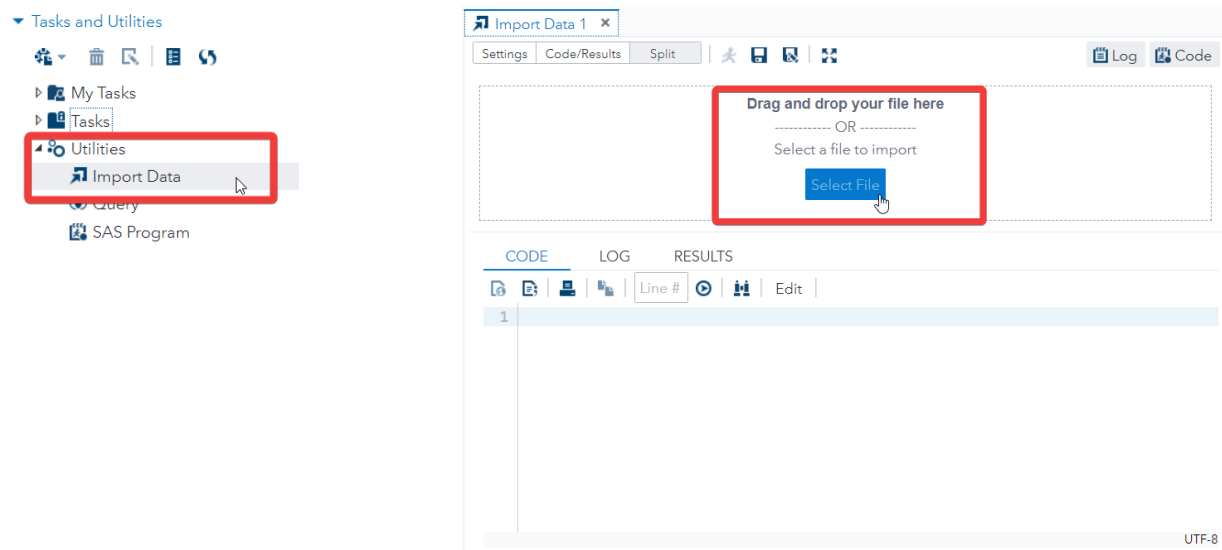 Tasks and Utilities
My Tasks
Tasks
Utilities
Import Data
Query
SAS Program
Import Data 1
Settings Code/Results Split Log Code
Drag and drop your file here
------------ OR ------------
Select a file to import
Select File
CODE LOG RESULTS
Line # Edit
1
UTF-8